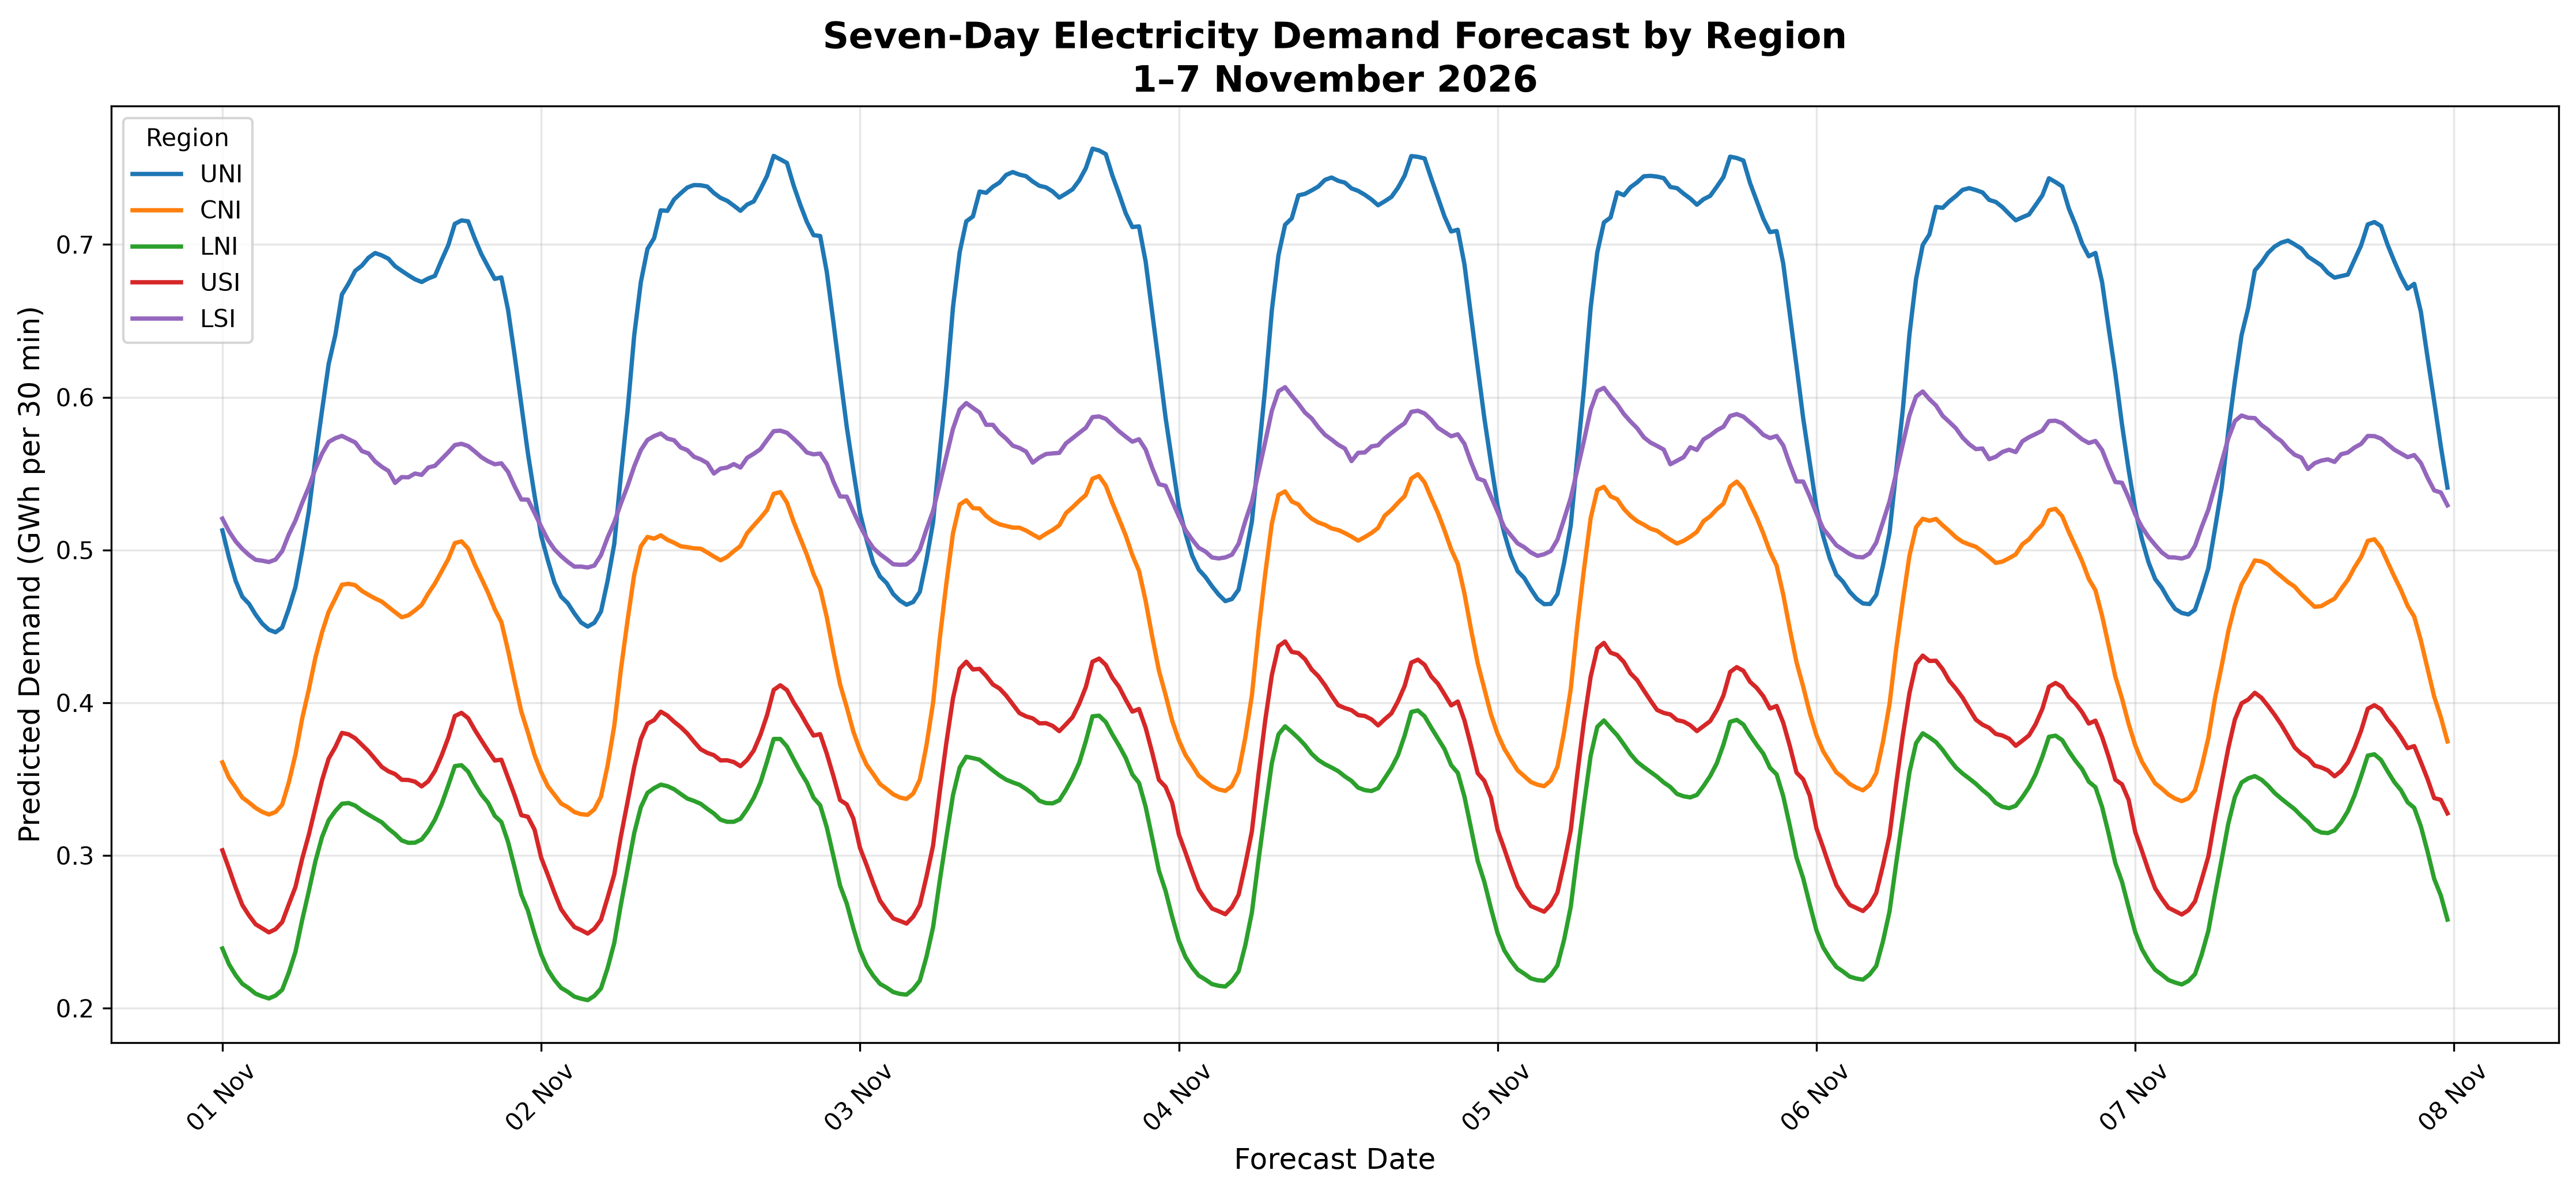 Seven-Day Electricity Demand Forecast by Region
1–7 November 2026
Region
UNI
CNI
LNI
USI
LSI
Predicted Demand (GWh per 30 min)
0.7
0.6
0.5
0.4
0.3
0.2
01 Nov
02 Nov
03 Nov
04 Nov
05 Nov
06 Nov
07 Nov
08 Nov
Forecast Date